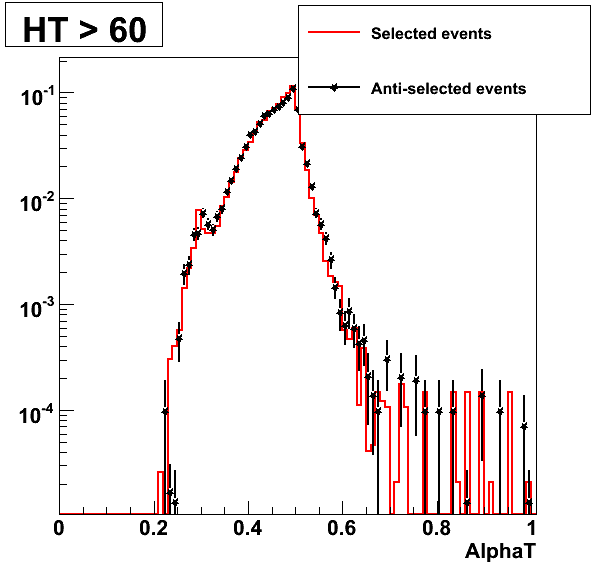 HT > 60
Selected events
Anti-selected events
10-1
10-2
10-3
10-4
0 0.2 0.4 0.6 0.8 1
AlphaT